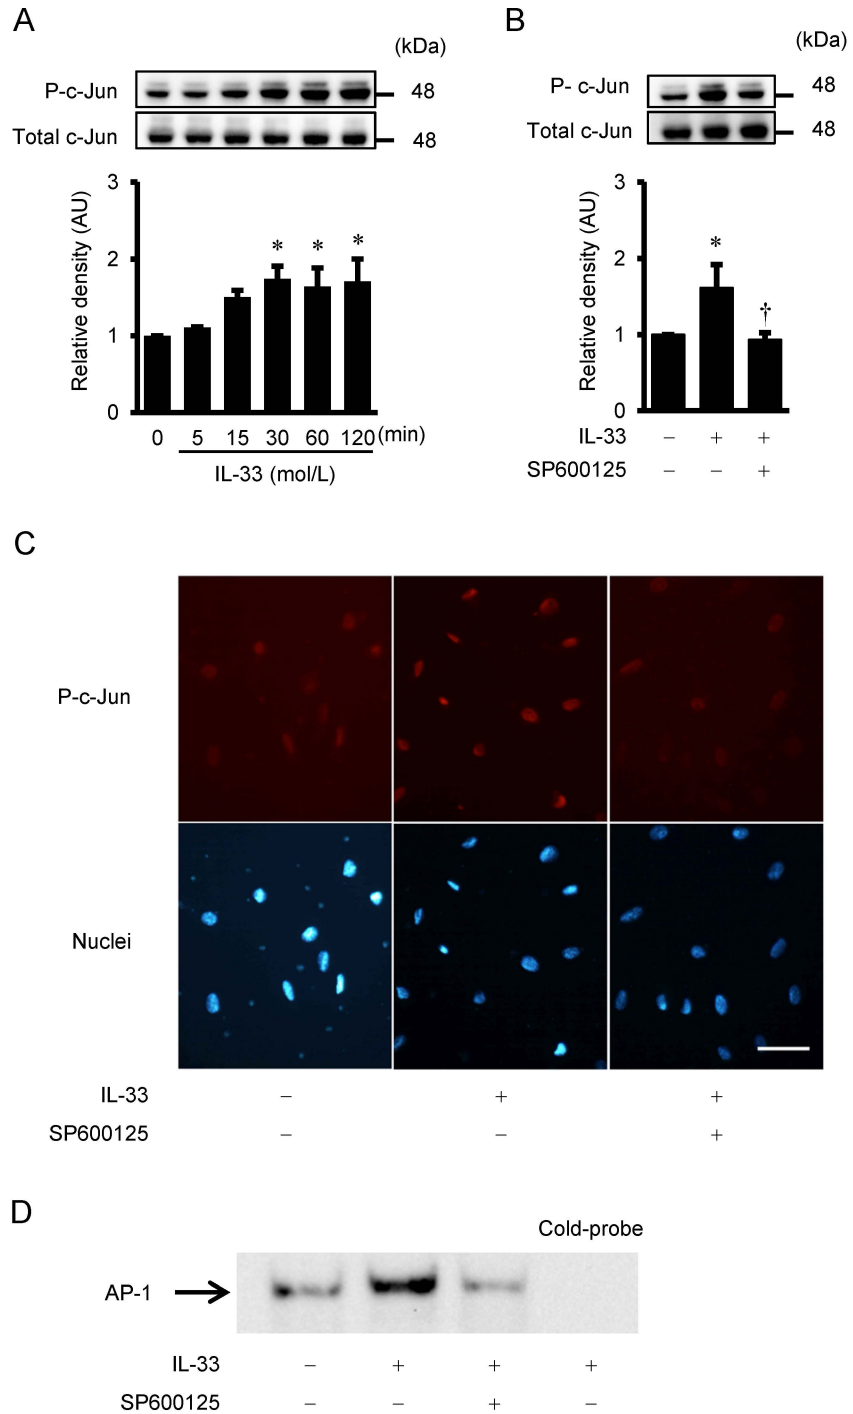 A
(kDa)
P-c-Jun
48
Total c-Jun
48
Relative density (AU)
3
2
1
0
* * *
0 5 15 30 60 120 (min)
IL-33 (mol/L)
B
(kDa)
P- c-Jun
48
Total c-Jun
48
Relative density (AU)
3
2
1
0
*
†
IL-33 − + +
SP600125 − − +
C
P-c-Jun
Nuclei
IL-33 − + +
SP600125 − − +
D
Cold-probe
AP-1
IL-33 − + + +
SP600125 − − + −